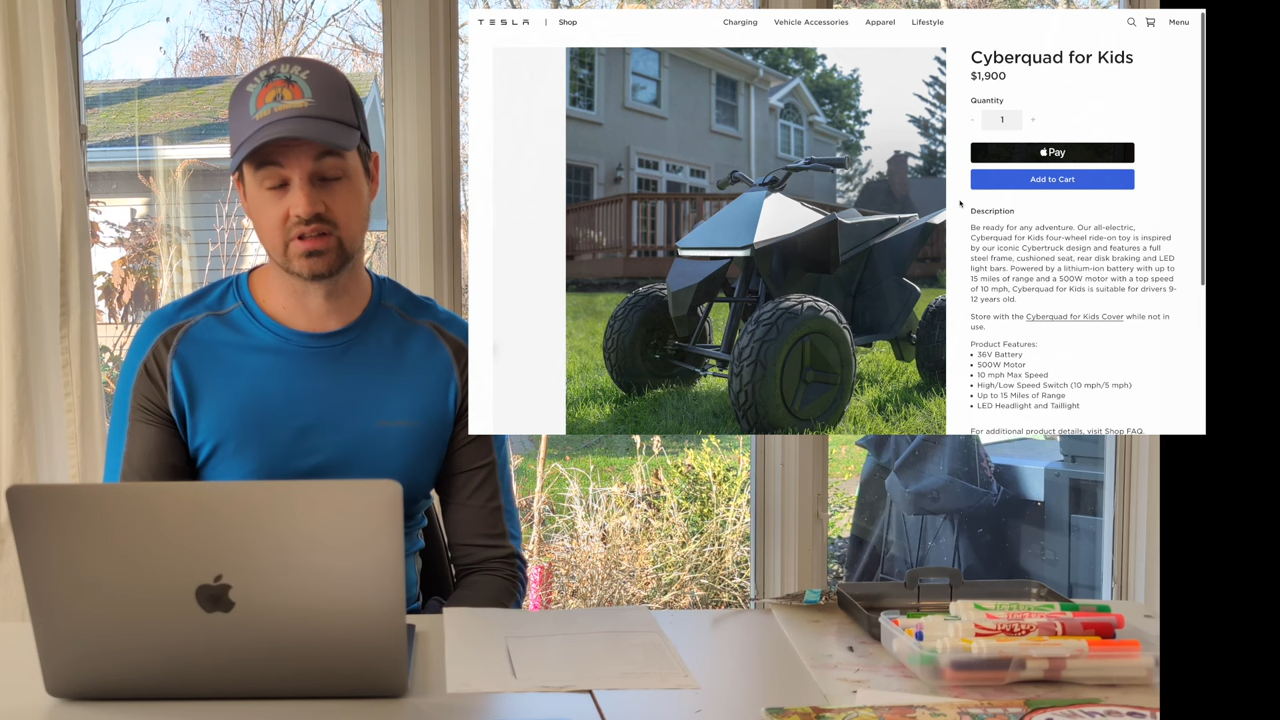 RIP CURL
TESLA | Shop
Charging Vehicle Accessories Apparel Lifestyle
Menu
Cyberquad for Kids
$1,900
Quantity
- 1 +
Pay
Add to Cart
Description
Be ready for any adventure. Our all-electric,
Cyberquad for Kids four-wheel ride-on toy is inspired
by our iconic Cybertruck design and features a full
steel frame, cushioned seat, rear disk braking and LED
light bars. Powered by a lithium-ion battery with up to
15 miles of range and a 500W motor with a top speed
of 10 mph, Cyberquad for Kids is suitable for drivers 9-
12 years old.
Store with the Cyberquad for Kids Cover while not in
use.
Product Features:
• 36V Battery
• 500W Motor
• 10 mph Max Speed
• High/Low Speed Switch (10 mph/5 mph)
• Up to 15 Miles of Range
• LED Headlight and Taillight
For additional product details, visit Shop FAQ.